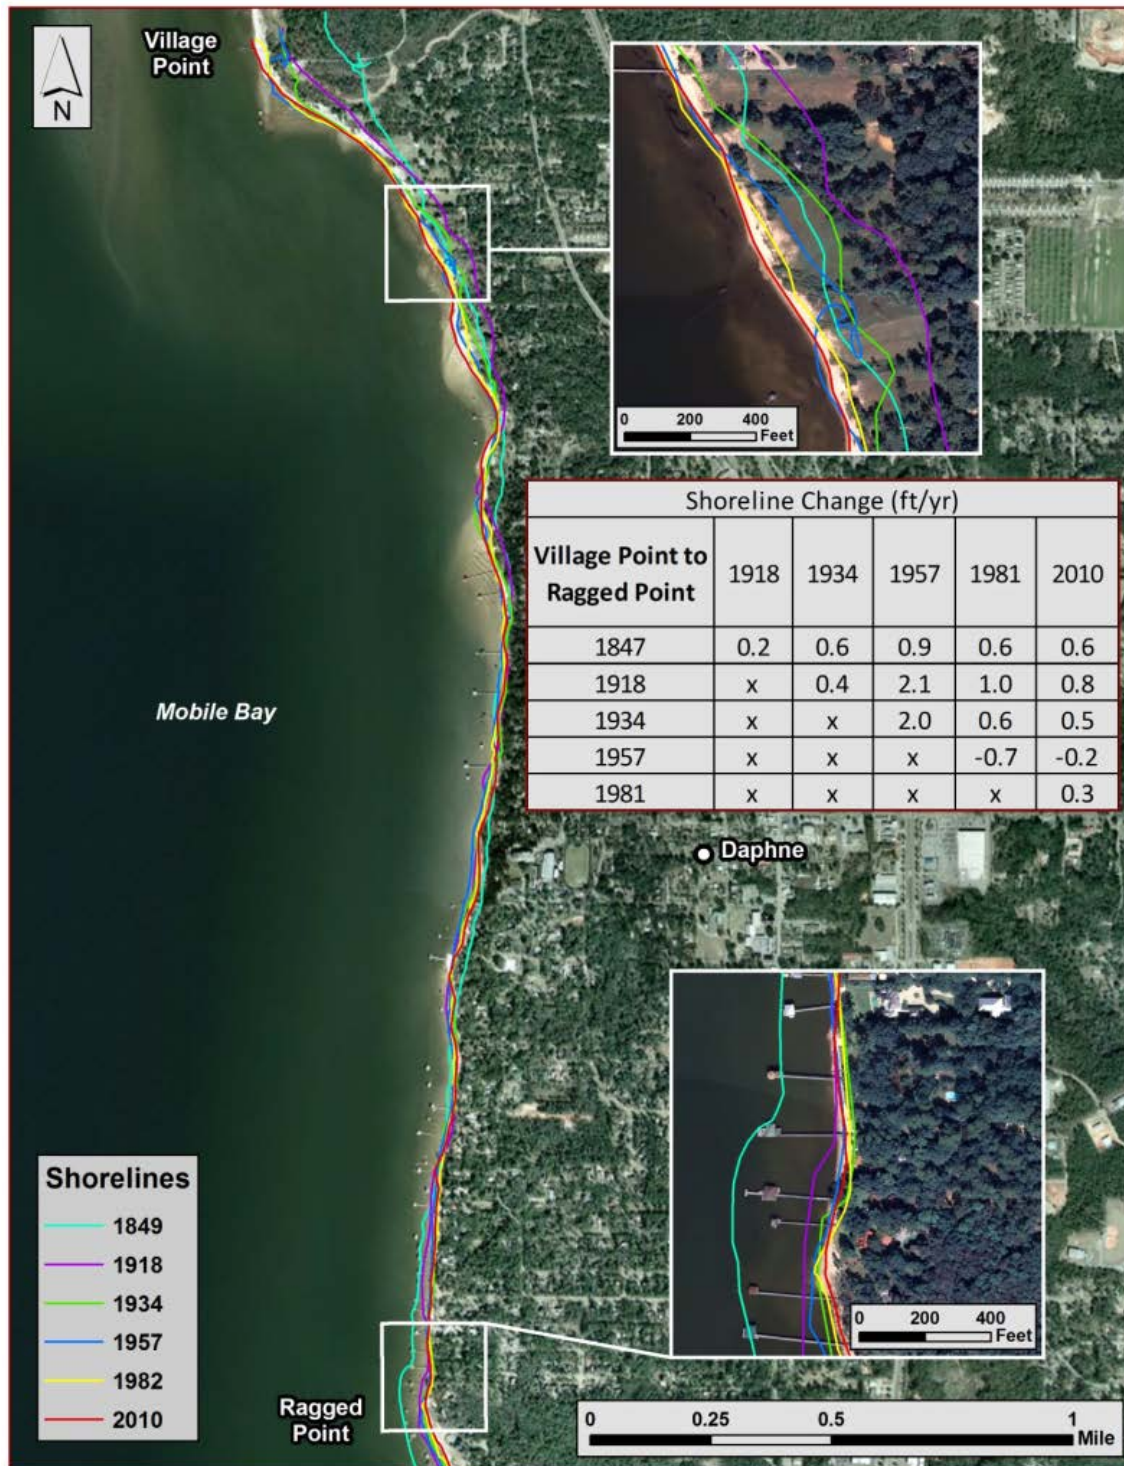 Village
Point
N
0 200 400
Feet
Shoreline Change (ft/yr)
Village Point to
Ragged Point
1918 1934 1957 1981 2010
1847 0.2 0.6 0.9 0.6 0.6
1918 x 0.4 2.1 1.0 0.8
1934 x x 2.0 0.6 0.5
1957 x x x -0.7 -0.2
1981 x x x x 0.3
Mobile Bay
Daphne
Shorelines
1849
1918
1934
1957
1982
2010
0 200 400
Feet
Ragged
Point
0 0.25 0.5 1
Mile